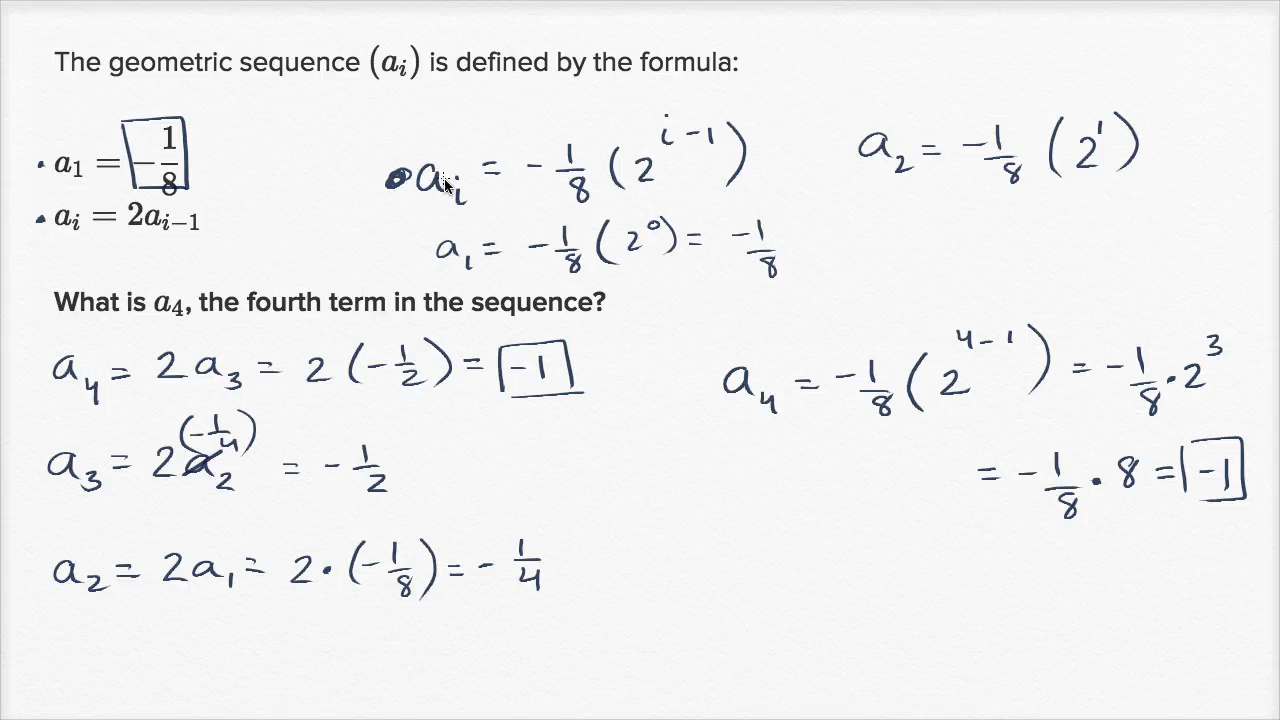 The geometric sequence (aᵢ) is defined by the formula:
• a₁ = -1/8
• aᵢ = 2aᵢ₋₁
• aᵢ = -1/8 (2^(i-1))
a₁ = -1/8 (2⁰) = -1/8
a₂ = -1/8 (2¹)
What is a₄, the fourth term in the sequence?
a₄ = 2a₃ = 2 (-1/2) = -1
a₃ = 2a₂ (-1/4) = -1/2
a₂ = 2a₁ = 2 · (-1/8) = -1/4
a₄ = -1/8 (2^(4-1)) = -1/8 · 2³
= -1/8 · 8 = -1